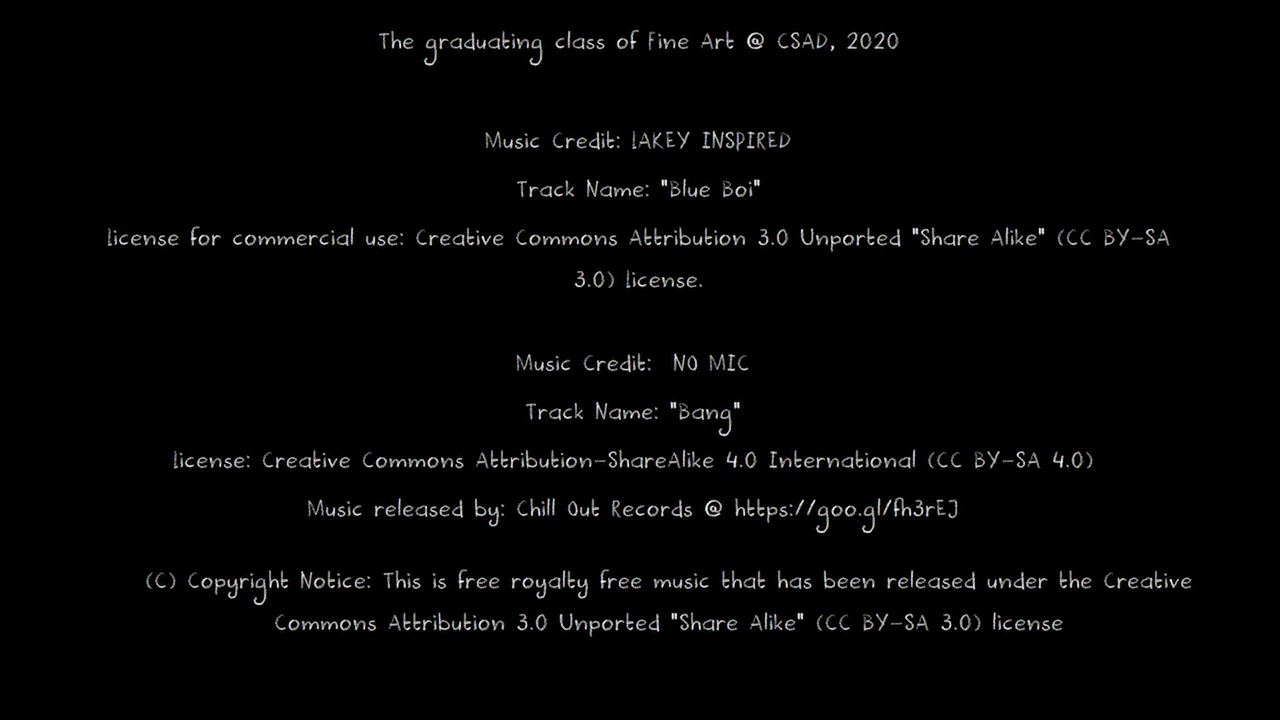 The graduating class of Fine Art @ CSAD, 2020
Music Credit: LAKEY INSPIRED
Track Name: "Blue Boi"
License for commercial use: Creative Commons Attribution 3.0 Unported "Share Alike" (CC BY-SA
3.0) license.
Music Credit:  NO MIC
Track Name: "Bang"
License: Creative Commons Attribution-ShareAlike 4.0 International (CC BY-SA 4.0)
Music released by: Chill Out Records @ https://goo.gl/fh3rEJ
(C) Copyright Notice: This is free royalty free music that has been released under the Creative
Commons Attribution 3.0 Unported "Share Alike" (CC BY-SA 3.0) license